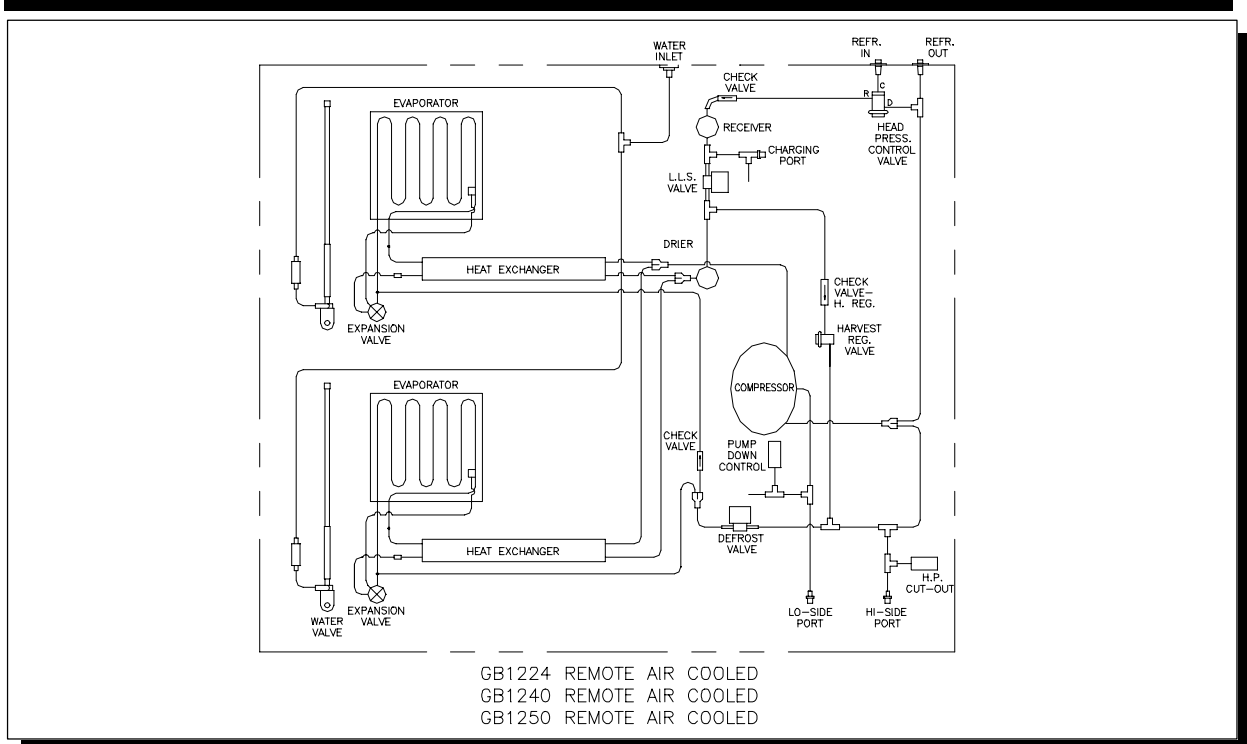 WATER
INLET
REFR.
IN
REFR.
OUT
CHECK
VALVE
R
C
D
EVAPORATOR
RECEIVER
HEAD
PRESS.
CONTROL
VALVE
CHARGING
PORT
L.L.S.
VALVE
DRIER
HEAT EXCHANGER
CHECK
VALVE-
H. REG.
EXPANSION
VALVE
HARVEST
REG.
VALVE
EVAPORATOR
COMPRESSOR
CHECK
VALVE
PUMP
DOWN
CONTROL
HEAT EXCHANGER
DEFROST
VALVE
H.P.
CUT-OUT
WATER
VALVE
EXPANSION
VALVE
LO-SIDE
PORT
HI-SIDE
PORT
GB1224 REMOTE AIR COOLED
GB1240 REMOTE AIR COOLED
GB1250 REMOTE AIR COOLED